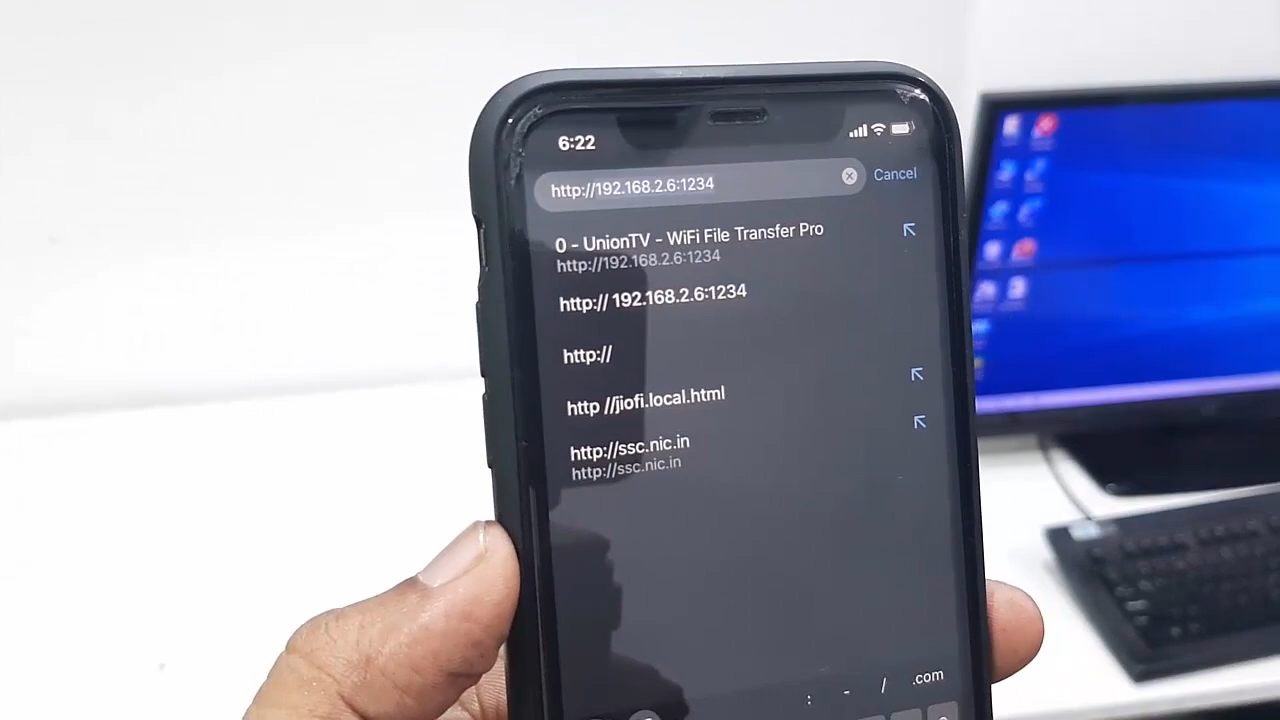 6:22
http://192.168.2.6:1234
Cancel
0 - UnionTV - WiFi File Transfer Pro
http://192.168.2.6:1234
http:// 192.168.2.6:1234
http://
http //jiofi.local.html
http://ssc.nic.in
http://ssc.nic.in
: - / .com